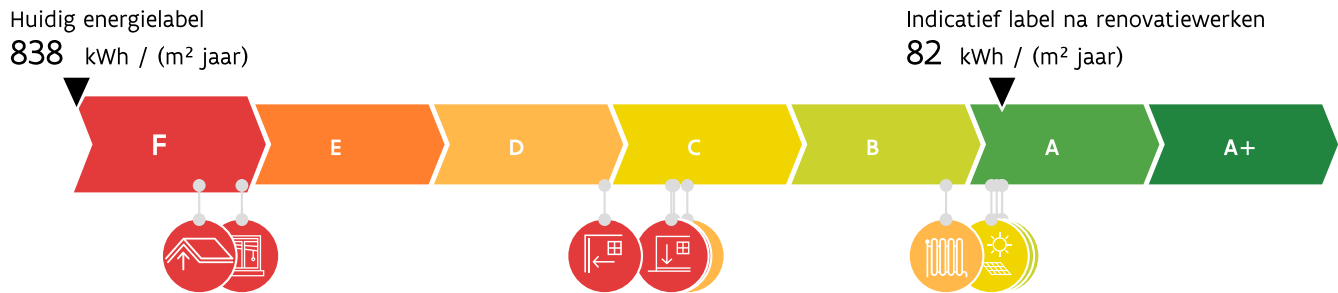 Huidig energielabel
838 kWh / (m² jaar)
Indicatief label na renovatiewerken
82 kWh / (m² jaar)
F E D C B A A+